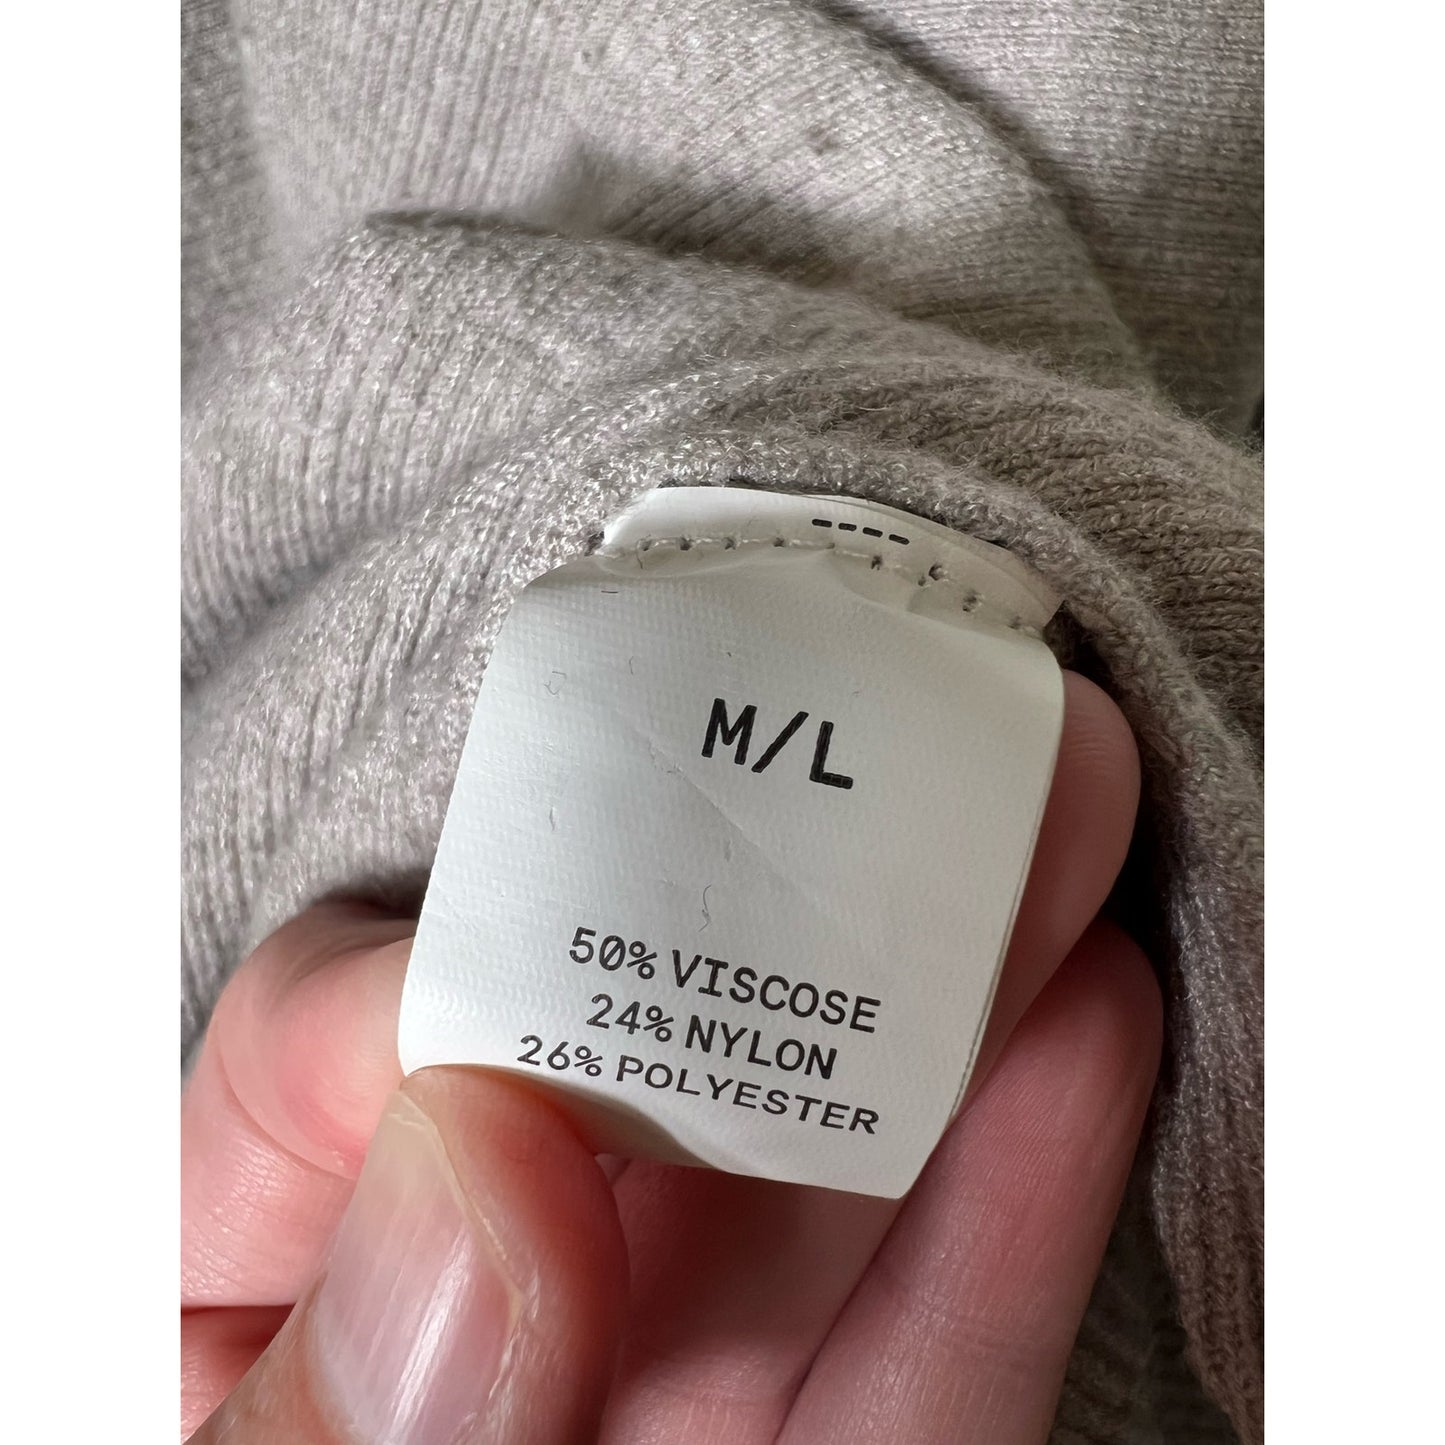 M/L
50% VISCOSE
24% NYLON
26% POLYESTER